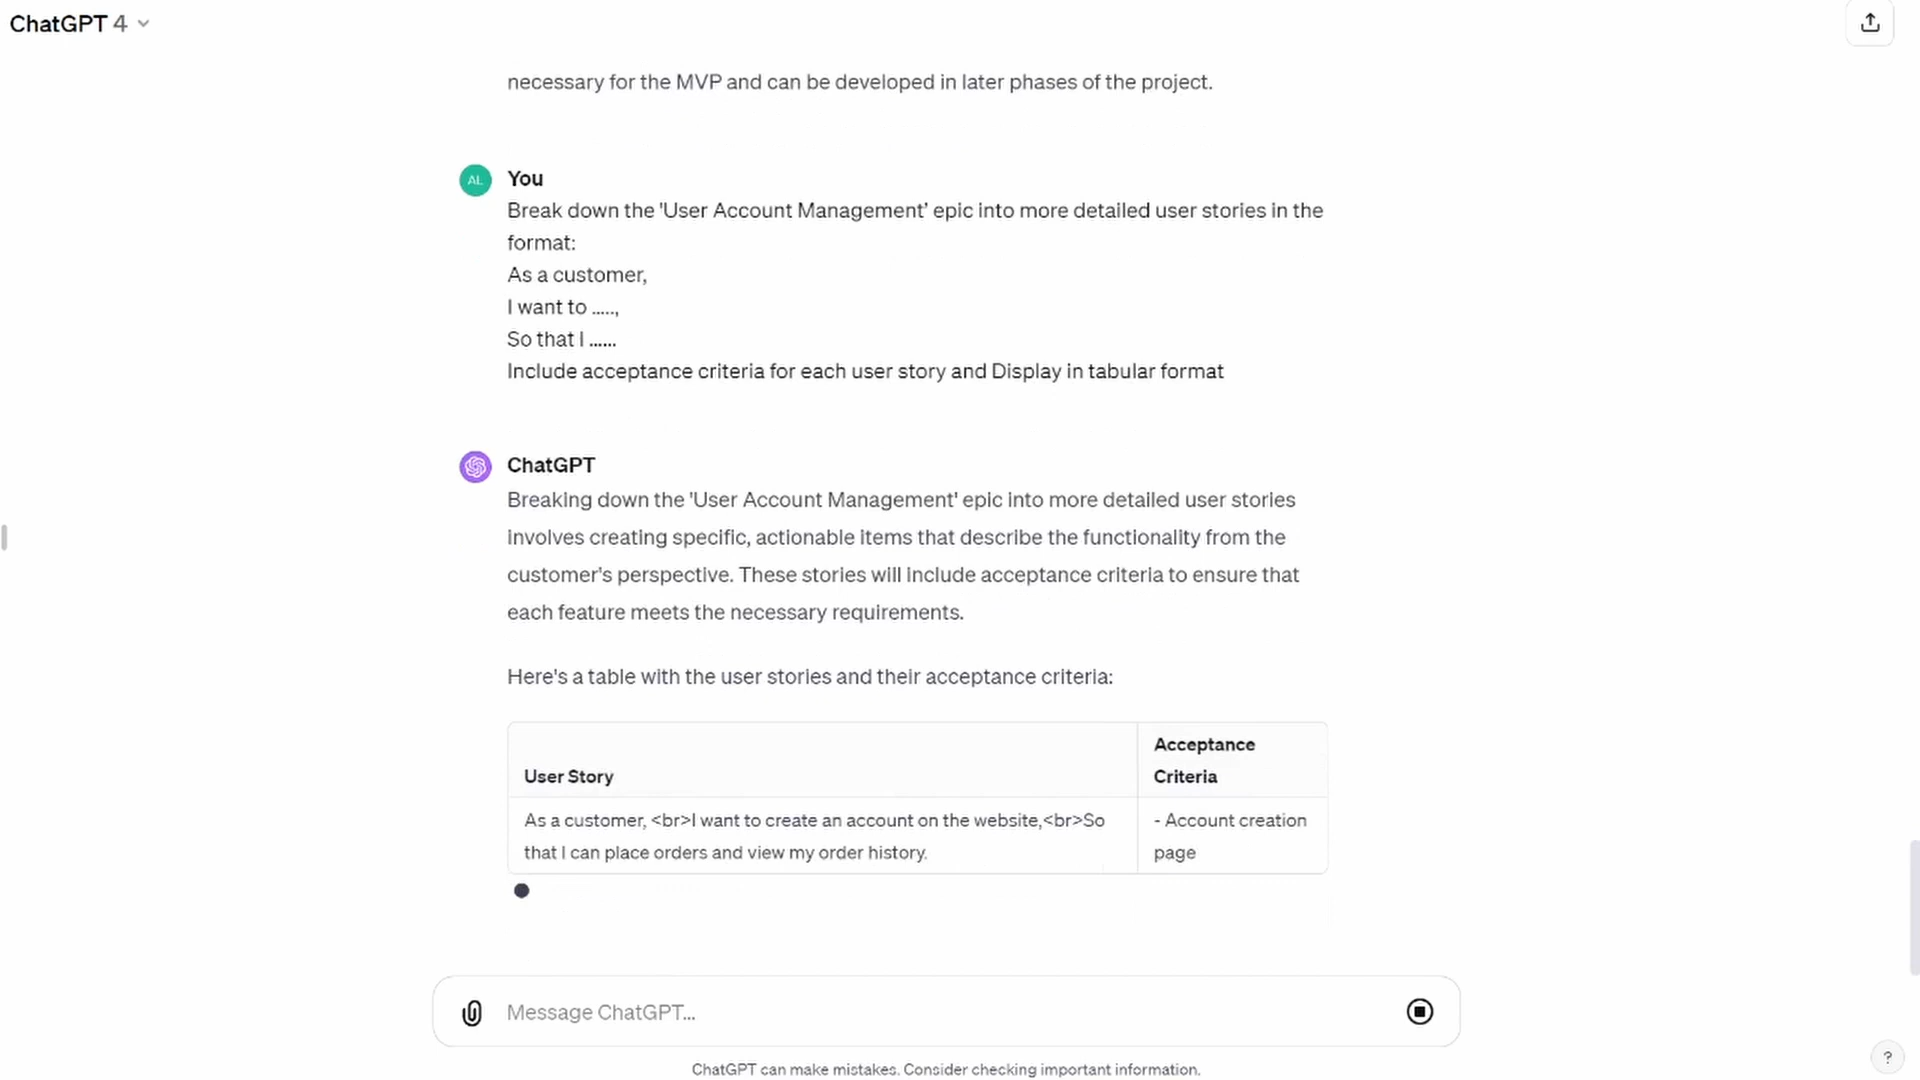 ChatGPT 4
necessary for the MVP and can be developed in later phases of the project.
AL
You
Break down the 'User Account Management' epic into more detailed user stories in the
format:
As a customer,
I want to .....,
So that I ......
Include acceptance criteria for each user story and Display in tabular format
ChatGPT
Breaking down the 'User Account Management' epic into more detailed user stories
involves creating specific, actionable items that describe the functionality from the
customer's perspective. These stories will include acceptance criteria to ensure that
each feature meets the necessary requirements.
Here's a table with the user stories and their acceptance criteria:
User Story
Acceptance
Criteria
As a customer, <br>I want to create an account on the website,<br>So
that I can place orders and view my order history.
- Account creation
page
Message ChatGPT...
ChatGPT can make mistakes. Consider checking important information.
?